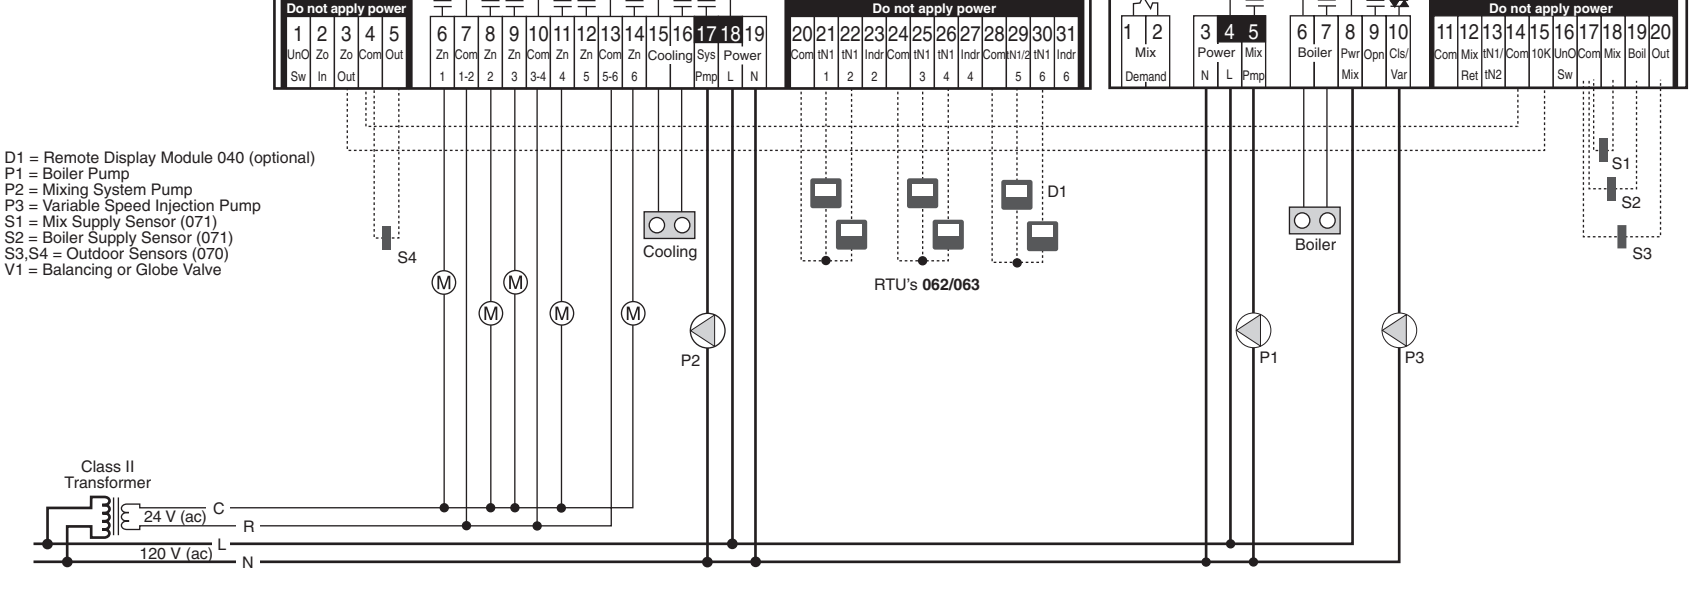 Do not apply power
1 2 3 4 5
UnO Zo Zo Com Out
Sw In Out
6 7 8 9 10 11 12 13 14 15 16 17 18 19
Zn Com Zn Zn Com Zn Zn Com Zn Cooling Sys Power
1 1-2 2 3 3-4 4 5 5-6 6 Pmp L N
Do not apply power
20 21 22 23 24 25 26 27 28 29 30 31
Com tN1 tN1 Indr Com tN1 tN1 Indr Com tN1/2 tN1 Indr
1 2 2 3 4 4 5 6 6
1 2
Mix
Demand
3 4 5
Power Mix
N L Pmp
6 7 8 9 10
Boiler Pwr Opn Cls/
Mix Var
Do not apply power
11 12 13 14 15 16 17 18 19 20
Com Mix tN1/ Com 10K UnO Com Mix Boil Out
Ret tN2 Sw
D1 = Remote Display Module 040 (optional)
P1 = Boiler Pump
P2 = Mixing System Pump
P3 = Variable Speed Injection Pump
S1 = Mix Supply Sensor (071)
S2 = Boiler Supply Sensor (071)
S3,S4 = Outdoor Sensors (070)
V1 = Balancing or Globe Valve
S4
M
M
M
M
M
Cooling
P2
D1
RTU's 062/063
P1
Boiler
P3
S1
S2
S3
Class II
Transformer
24 V (ac)
C
R
120 V (ac)
L
N